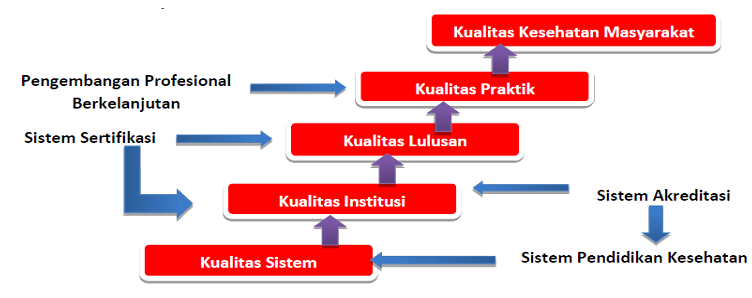 Kualitas Kesehatan Masyarakat
Pengembangan Profesional
Berkelanjutan
Kualitas Praktik
Sistem Sertifikasi
Kualitas Lulusan
Kualitas Institusi
Sistem Akreditasi
Kualitas Sistem
Sistem Pendidikan Kesehatan